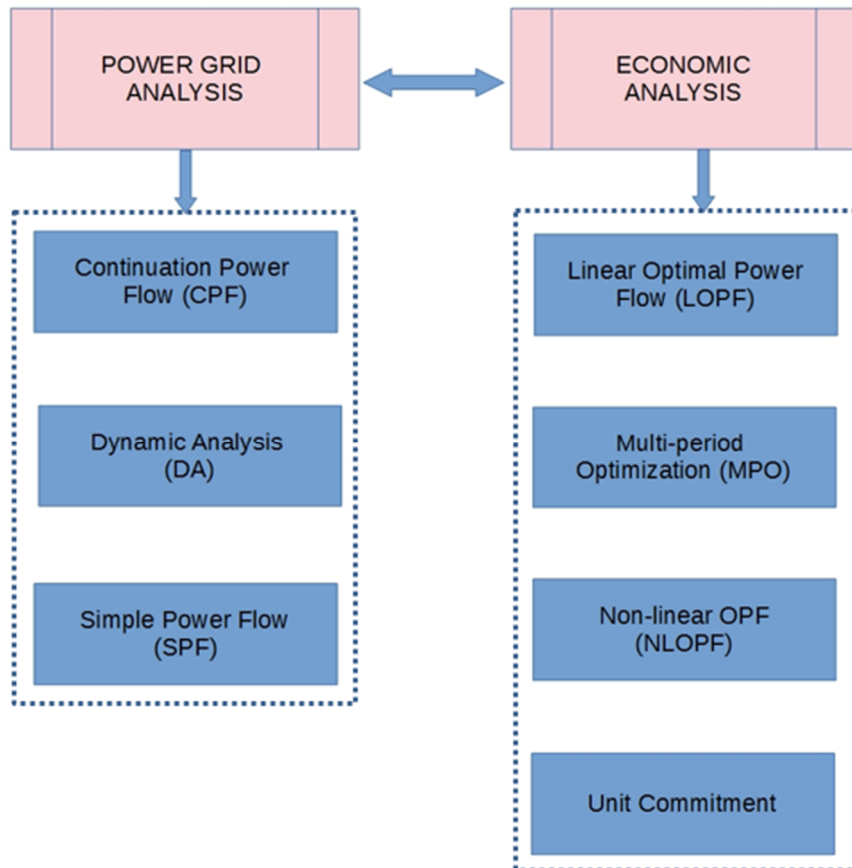 POWER GRID
ANALYSIS
ECONOMIC
ANALYSIS
Continuation Power
Flow (CPF)
Dynamic Analysis
(DA)
Simple Power Flow
(SPF)
Linear Optimal Power
Flow (LOPF)
Multi-period
Optimization (MPO)
Non-linear OPF
(NLOPF)
Unit Commitment